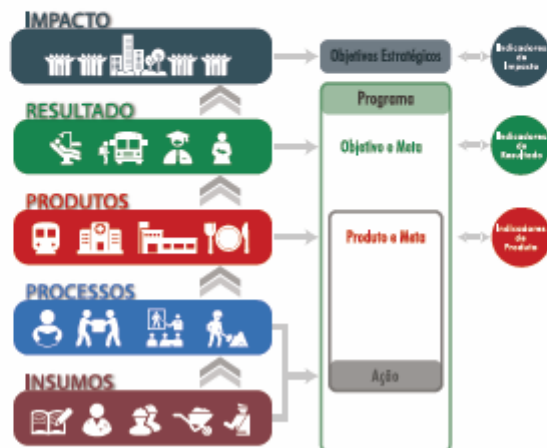 IMPACTO
Objetivos Estratégicos
Indicadores
de
Impacto
RESULTADO
Programa
Objetivo e Meta
Indicadores
de
Resultado
PRODUTOS
Produto e Meta
Indicadores
de
Produto
PROCESSOS
INSUMOS
Ação